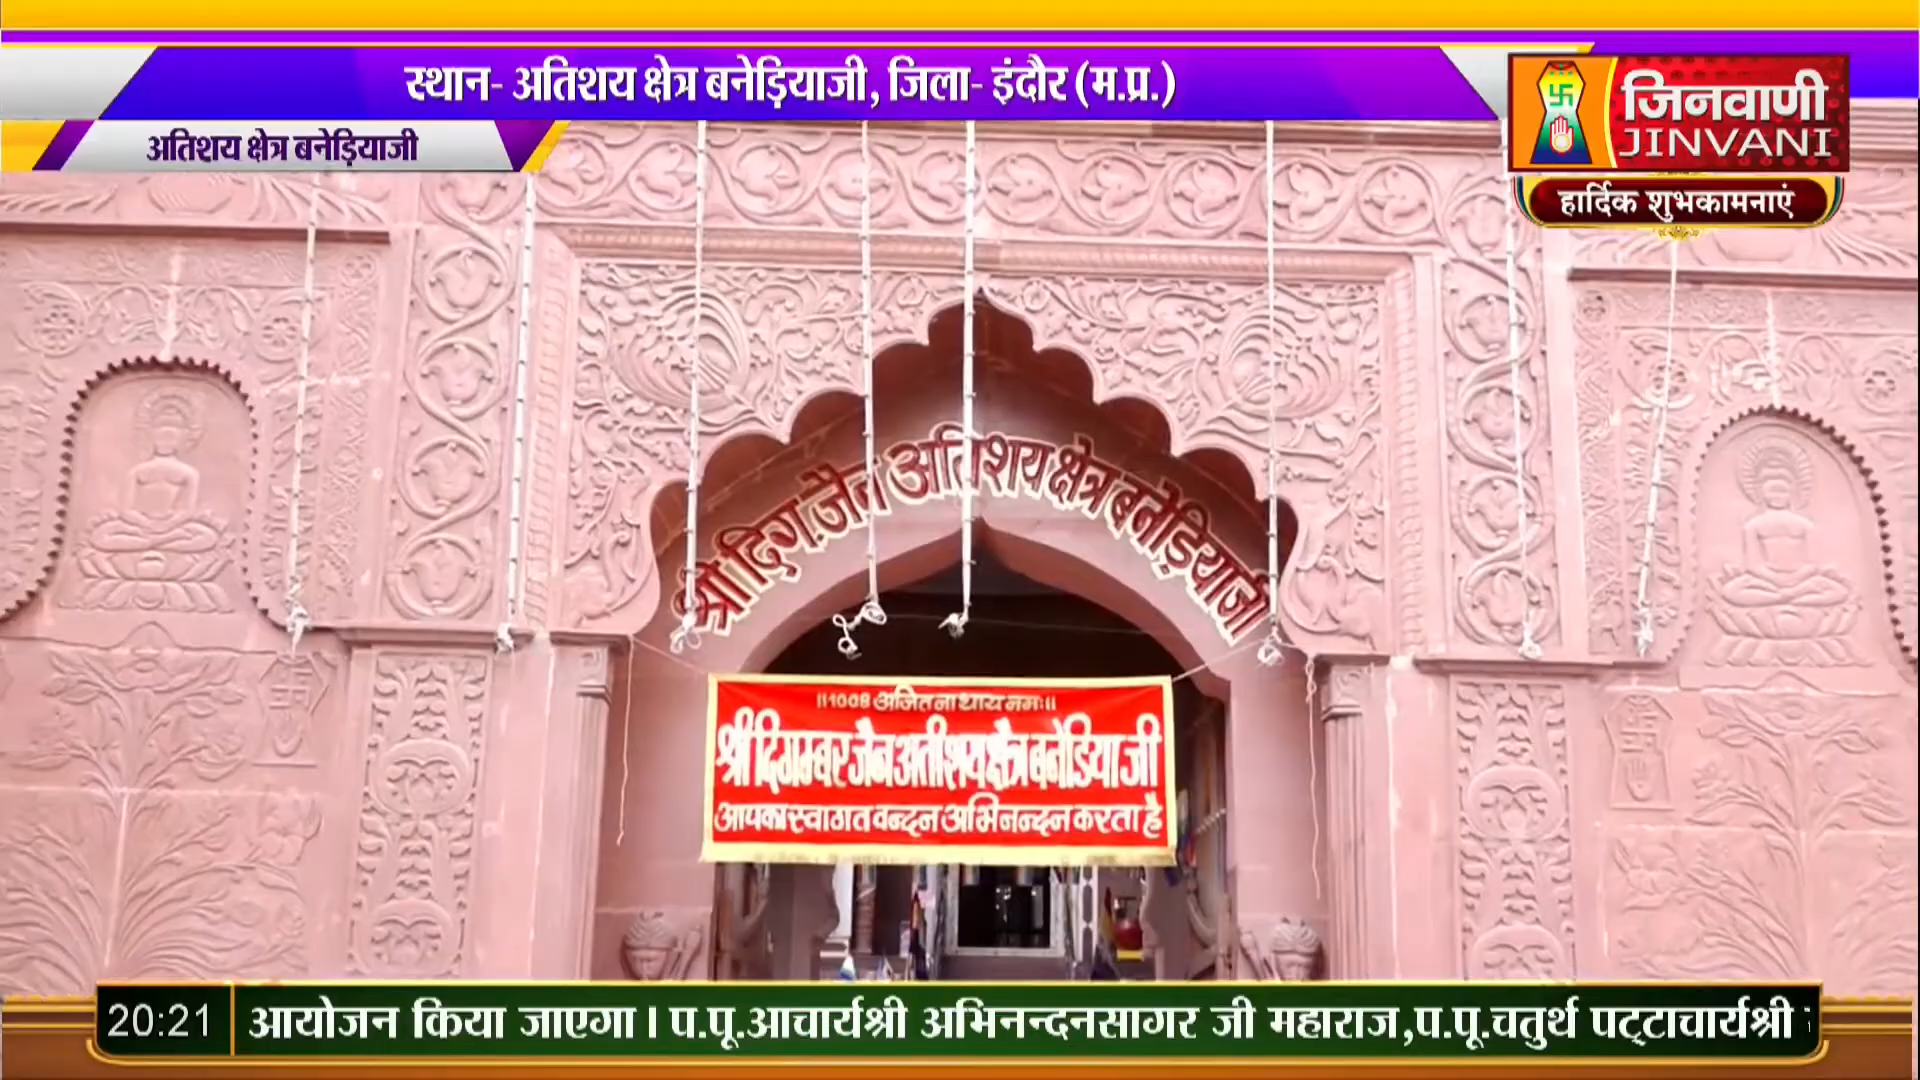 स्थान- अतिशय क्षेत्र बनेड़ियाजी, जिला- इंदौर (म.प्र.)
अतिशय क्षेत्र बनेड़ियाजी
जिनवाणी
JINVANI
हार्दिक शुभकामनाएं
श्री दिग. जैन अतिशय क्षेत्र बनेड़ियाजी
॥1008 अजितनाथाय नमः॥
श्री दिगम्बर जैन अतीशय क्षैत्र बनेडिया जी
आपका स्वागत वन्दन अभिनन्दन करता है
20:21
आयोजन किया जाएगा । प.पू.आचार्यश्री अभिनन्दनसागर जी महाराज,प.पू.चतुर्थ पट्टाचार्यश्री